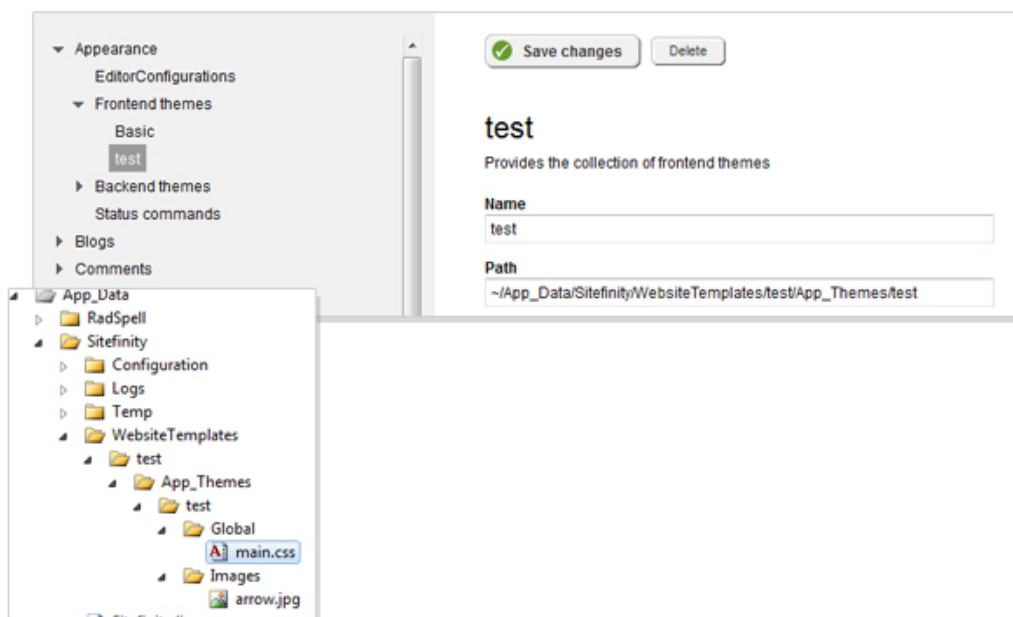 Appearance
EditorConfigurations
Frontend themes
Basic
test
Backend themes
Status commands
Blogs
Comments
Save changes
Delete
test
Provides the collection of frontend themes
Name
test
Path
~/App_Data/Sitefinity/WebsiteTemplates/test/App_Themes/test
App_Data
RadSpell
Sitefinity
Configuration
Logs
Temp
WebsiteTemplates
test
App_Themes
test
Global
main.css
Images
arrow.jpg